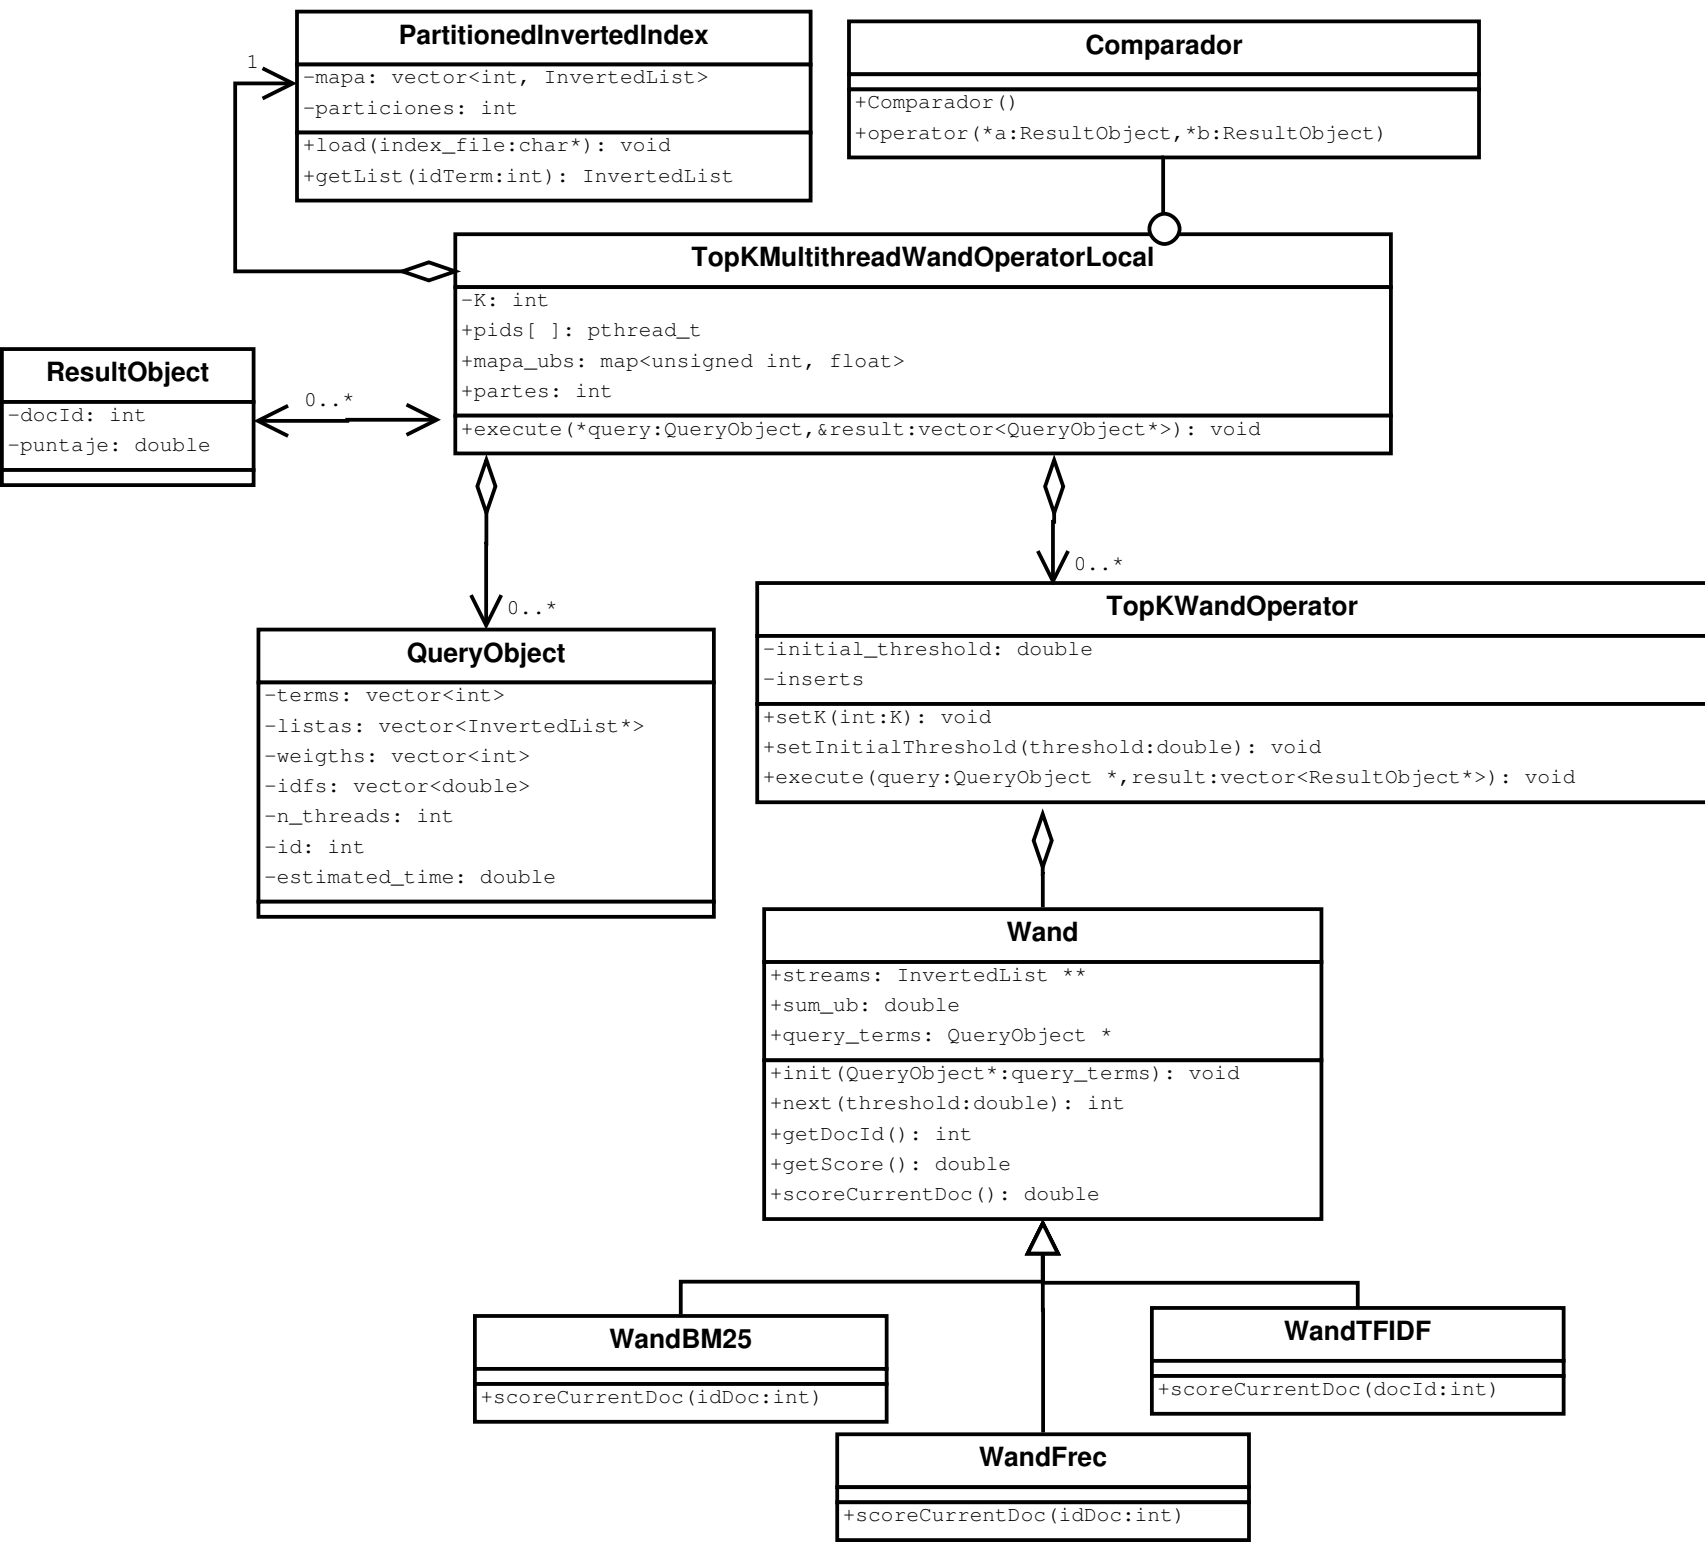 PartitionedInvertedIndex
-mapa: vector<int, InvertedList>
-particiones: int
+load(index_file:char*): void
+getList(idTerm:int): InvertedList
1
Comparador
+Comparador()
+operator(*a:ResultObject,*b:ResultObject)
TopKMultithreadWandOperatorLocal
-K: int
+pids[ ]: pthread_t
+mapa_ubs: map<unsigned int, float>
+partes: int
+execute(*query:QueryObject,&result:vector<QueryObject*>): void
ResultObject
-docId: int
-puntaje: double
0..*
0..*
0..*
QueryObject
-terms: vector<int>
-listas: vector<InvertedList*>
-weigths: vector<int>
-idfs: vector<double>
-n_threads: int
-id: int
-estimated_time: double
TopKWandOperator
-initial_threshold: double
-inserts
+setK(int:K): void
+setInitialThreshold(threshold:double): void
+execute(query:QueryObject *,result:vector<ResultObject*>): void
Wand
+streams: InvertedList **
+sum_ub: double
+query_terms: QueryObject *
+init(QueryObject*:query_terms): void
+next(threshold:double): int
+getDocId(): int
+getScore(): double
+scoreCurrentDoc(): double
WandBM25
+scoreCurrentDoc(idDoc:int)
WandTFIDF
+scoreCurrentDoc(docId:int)
WandFrec
+scoreCurrentDoc(idDoc:int)